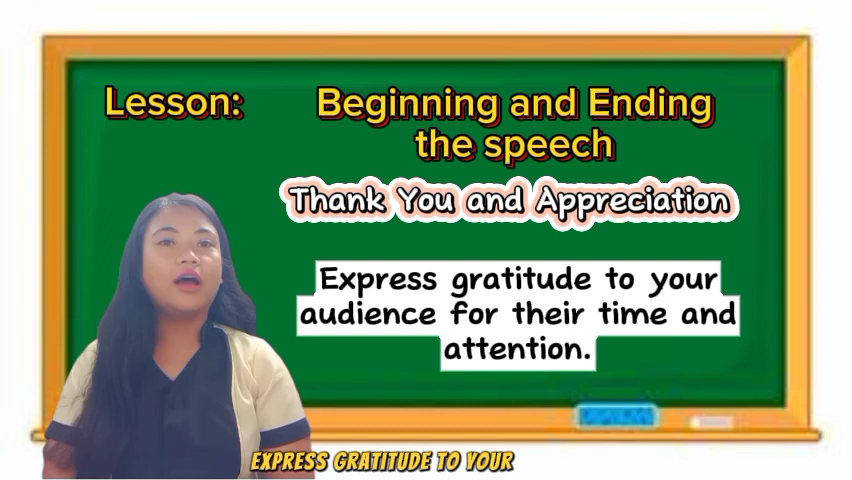 Lesson:
Beginning and Ending
the speech
Thank You and Appreciation
Express gratitude to your
audience for their time and
attention.
EXPRESS GRATITUDE TO YOUR